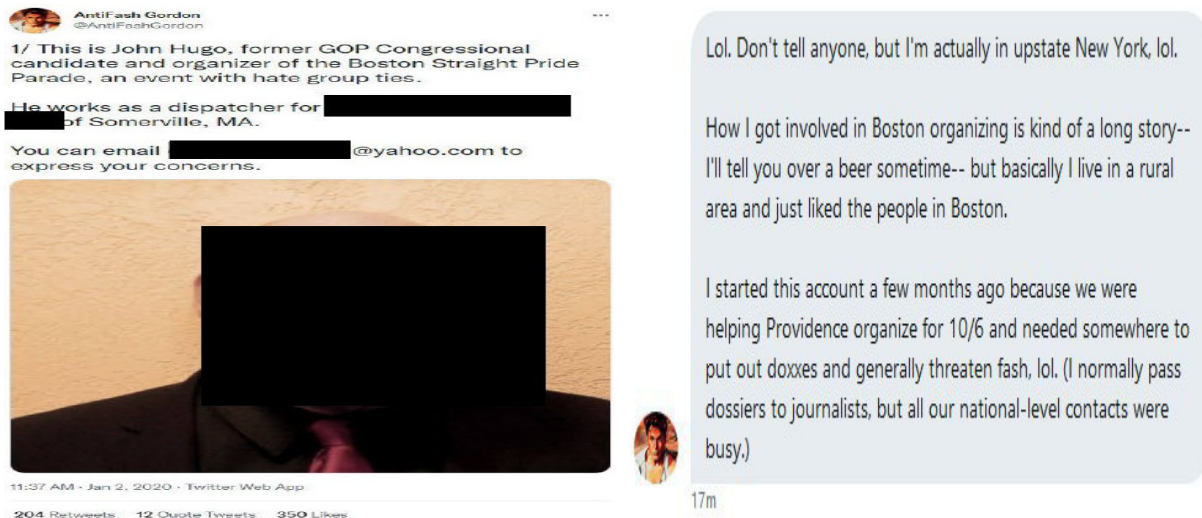 AntiFash Gordon
@AntiFashGordon
1/ This is John Hugo, former GOP Congressional
candidate and organizer of the Boston Straight Pride
Parade, an event with hate group ties.
He works as a dispatcher for
of Somerville, MA.
You can email @yahoo.com to
express your concerns.
11:37 AM · Jan 2, 2020 · Twitter Web App
204 Retweets 12 Quote Tweets 350 Likes
Lol. Don't tell anyone, but I'm actually in upstate New York, lol.
How I got involved in Boston organizing is kind of a long story--
I'll tell you over a beer sometime-- but basically I live in a rural
area and just liked the people in Boston.
I started this account a few months ago because we were
helping Providence organize for 10/6 and needed somewhere to
put out doxxes and generally threaten fash, lol. (I normally pass
dossiers to journalists, but all our national-level contacts were
busy.)
17m